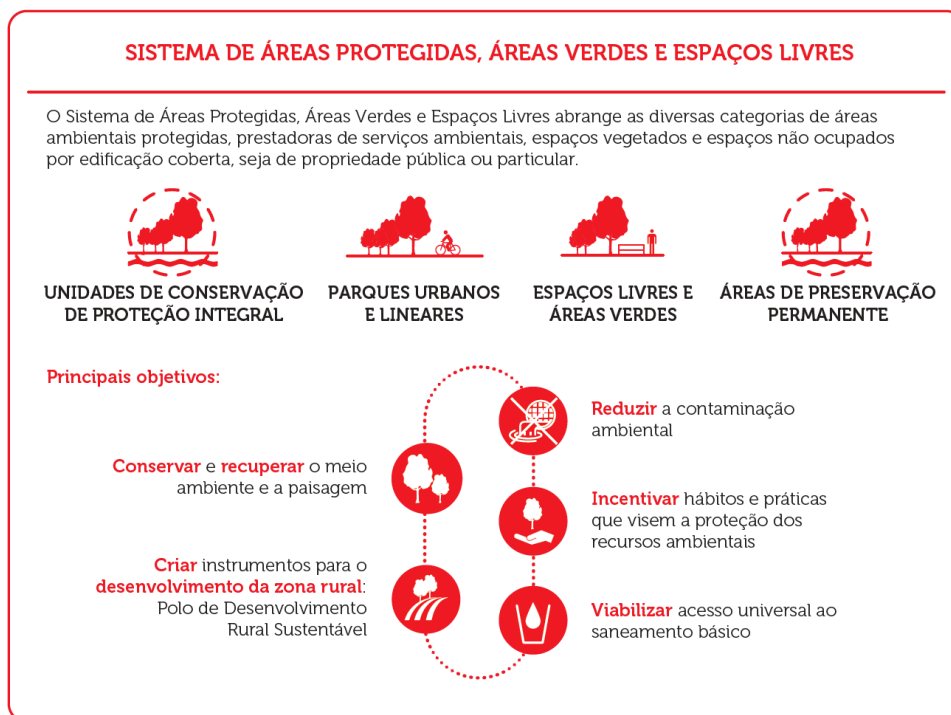 SISTEMA DE ÁREAS PROTEGIDAS, ÁREAS VERDES E ESPAÇOS LIVRES
O Sistema de Áreas Protegidas, Áreas Verdes e Espaços Livres abrange as diversas categorias de áreas
ambientais protegidas, prestadoras de serviços ambientais, espaços vegetados e espaços não ocupados
por edificação coberta, seja de propriedade pública ou particular.
UNIDADES DE CONSERVAÇÃO
DE PROTEÇÃO INTEGRAL
PARQUES URBANOS
E LINEARES
ESPAÇOS LIVRES E
ÁREAS VERDES
ÁREAS DE PRESERVAÇÃO
PERMANENTE
Principais objetivos:
Conservar e recuperar o meio
ambiente e a paisagem
Criar instrumentos para o
desenvolvimento da zona rural:
Polo de Desenvolvimento
Rural Sustentável
Reduzir a contaminação
ambiental
Incentivar hábitos e práticas
que visem a proteção dos
recursos ambientais
Viabilizar acesso universal ao
saneamento básico